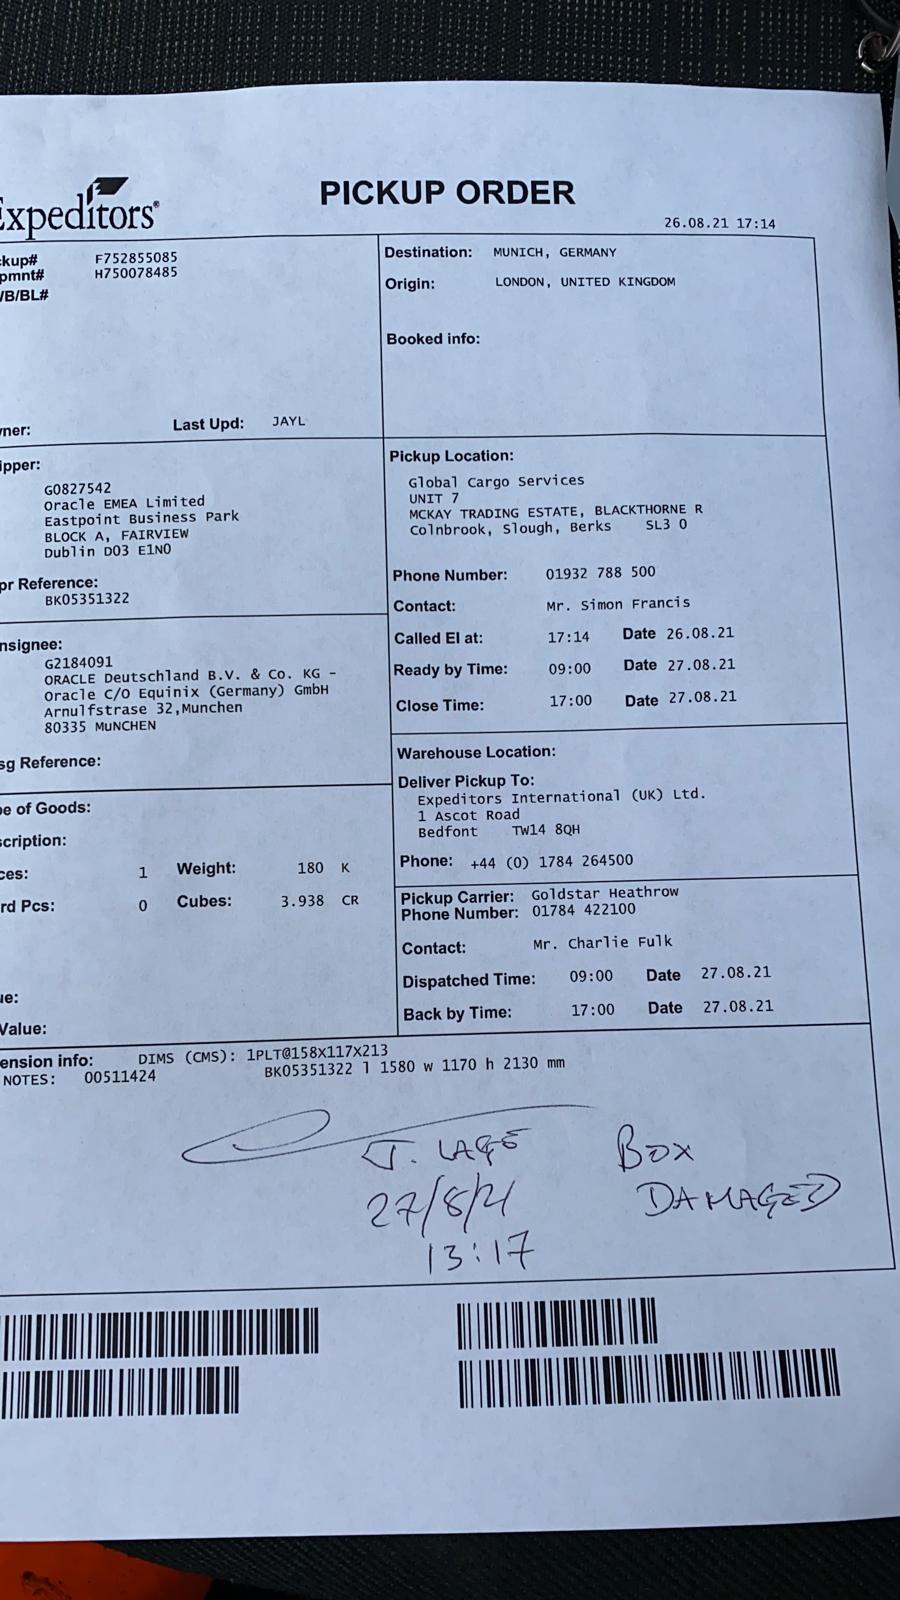 Expeditors®
PICKUP ORDER
26.08.21 17:14
ckup# F752855085
pmnt# H750078485
WB/BL#
Destination: MUNICH, GERMANY
Origin: LONDON, UNITED KINGDOM
Booked info:
wner:
Last Upd: JAYL
ipper:
G0827542
Oracle EMEA Limited
Eastpoint Business Park
BLOCK A, FAIRVIEW
Dublin D03 E1N0
pr Reference:
BK05351322
Pickup Location:
Global Cargo Services
UNIT 7
MCKAY TRADING ESTATE, BLACKTHORNE R
Colnbrook, Slough, Berks SL3 0
Phone Number: 01932 788 500
Contact: Mr. Simon Francis
Called EI at: 17:14 Date 26.08.21
Ready by Time: 09:00 Date 27.08.21
Close Time: 17:00 Date 27.08.21
nsignee:
G2184091
ORACLE Deutschland B.V. & Co. KG -
Oracle C/O Equinix (Germany) GmbH
Arnulfstrase 32,Munchen
80335 MuNCHEN
sg Reference:
Warehouse Location:
Deliver Pickup To:
Expeditors International (UK) Ltd.
1 Ascot Road
Bedfont TW14 8QH
Phone: +44 (0) 1784 264500
pe of Goods:
scription:
ces: 1 Weight: 180 K
rd Pcs: 0 Cubes: 3.938 CR
ue:
Value:
Pickup Carrier: Goldstar Heathrow
Phone Number: 01784 422100
Contact: Mr. Charlie Fulk
Dispatched Time: 09:00 Date 27.08.21
Back by Time: 17:00 Date 27.08.21
ension info: DIMS (CMS): 1PLT@158X117X213
NOTES: 00511424 BK05351322 l 1580 w 1170 h 2130 mm
J. LAGE
27/8/21
13:17
BOX
DAMAGED